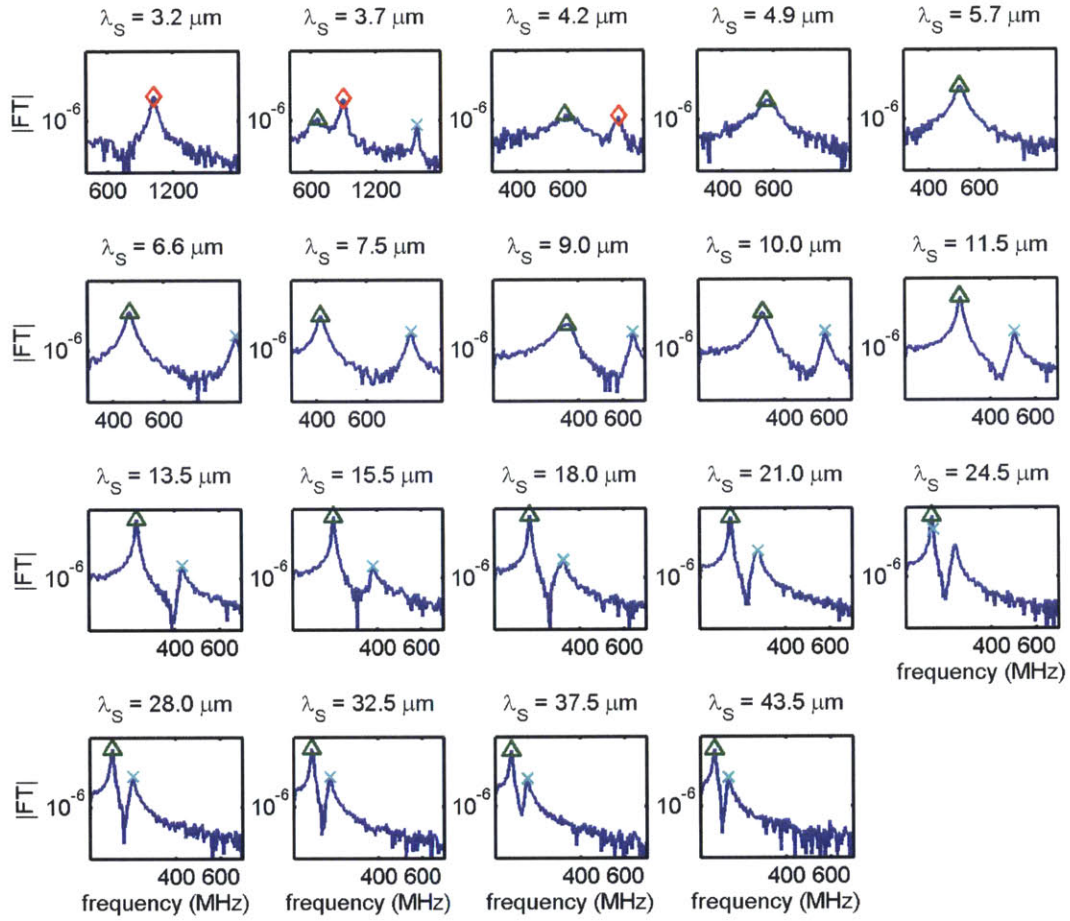 λS = 3.2 μm λS = 3.7 μm λS = 4.2 μm λS = 4.9 μm λS = 5.7 μm
|FT| 10-6 10-6 10-6 10-6 10-6
600 1200 600 1200 400 600 400 600 400 600
λS = 6.6 μm λS = 7.5 μm λS = 9.0 μm λS = 10.0 μm λS = 11.5 μm
|FT| 10-6 10-6 10-6 10-6 10-6
400 600 400 600 400 600 400 600 400 600
λS = 13.5 μm λS = 15.5 μm λS = 18.0 μm λS = 21.0 μm λS = 24.5 μm
|FT| 10-6 10-6 10-6 10-6 10-6
400 600 400 600 400 600 400 600 400 600
frequency (MHz)
λS = 28.0 μm λS = 32.5 μm λS = 37.5 μm λS = 43.5 μm
|FT| 10-6 10-6 10-6 10-6
400 600 400 600 400 600 400 600
frequency (MHz) frequency (MHz) frequency (MHz) frequency (MHz)